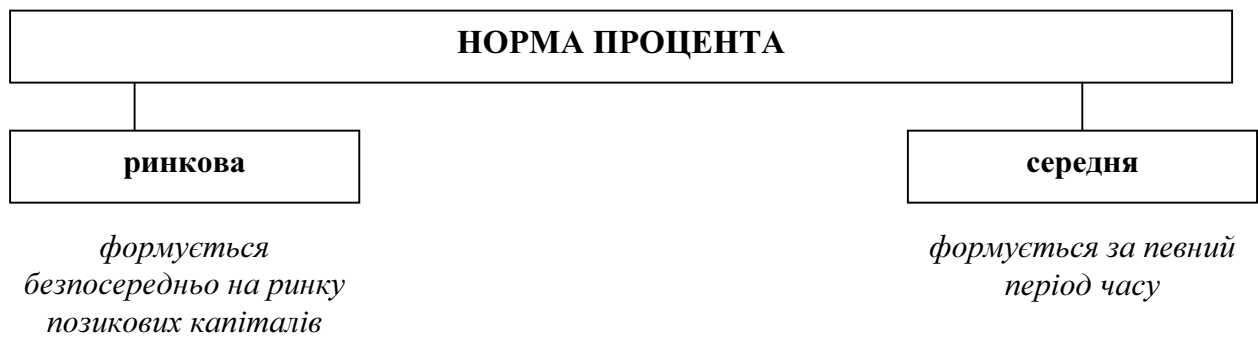 НОРМА ПРОЦЕНТА
ринкова
середня
формується
безпосередньо на ринку
позикових капіталів
формується за певний
період часу